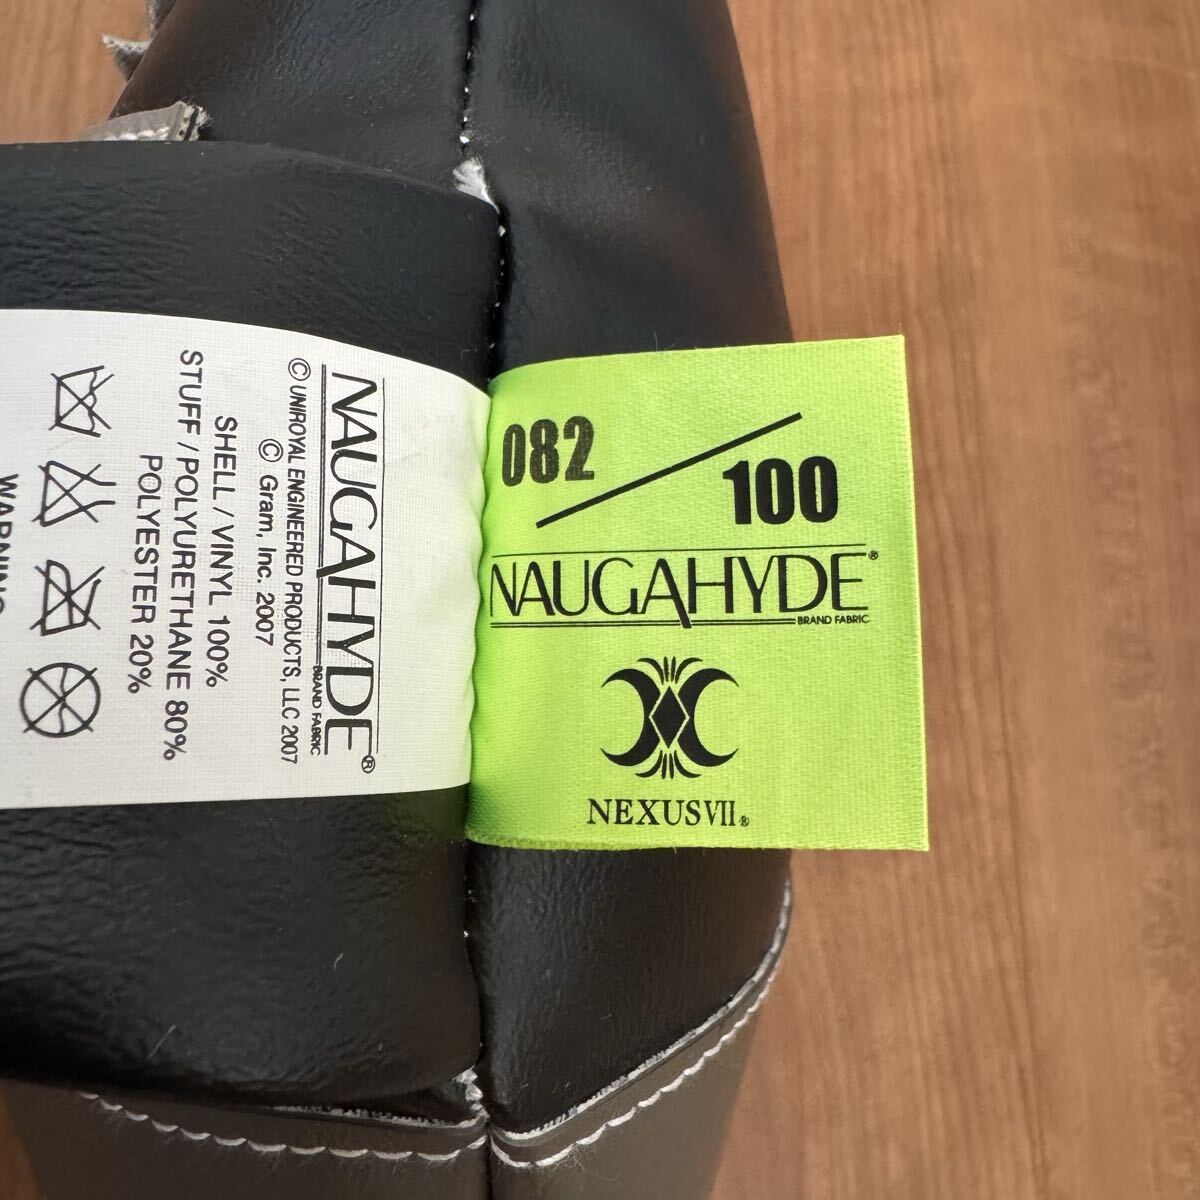 NAUGAHYDE®
BRAND FABRIC
© UNIROYAL ENGINEERED PRODUCTS, LLC 2007
© Gram, Inc. 2007
SHELL / VINYL 100%
STUFF / POLYURETHANE 80%
POLYESTER 20%
WARNING
082
100
NAUGAHYDE®
BRAND FABRIC
NEXUSVII®